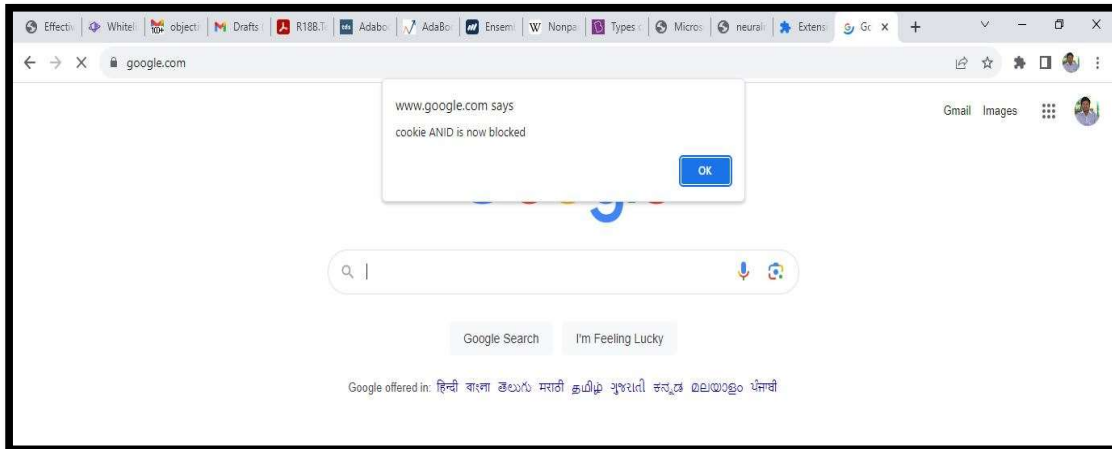 Effectiv Whitel objecti Drafts R18B.T Adabo AdaBo Ensem Nonpa Types Micros neural Extens Go
google.com
www.google.com says
cookie ANID is now blocked
OK
Gmail Images
Google Search I'm Feeling Lucky
Google offered in: हिन्दी বাংলা తెలుగు मराठी தமிழ் ગુજરાતી ಕನ್ನಡ മലയാളം ਪੰਜਾਬੀ